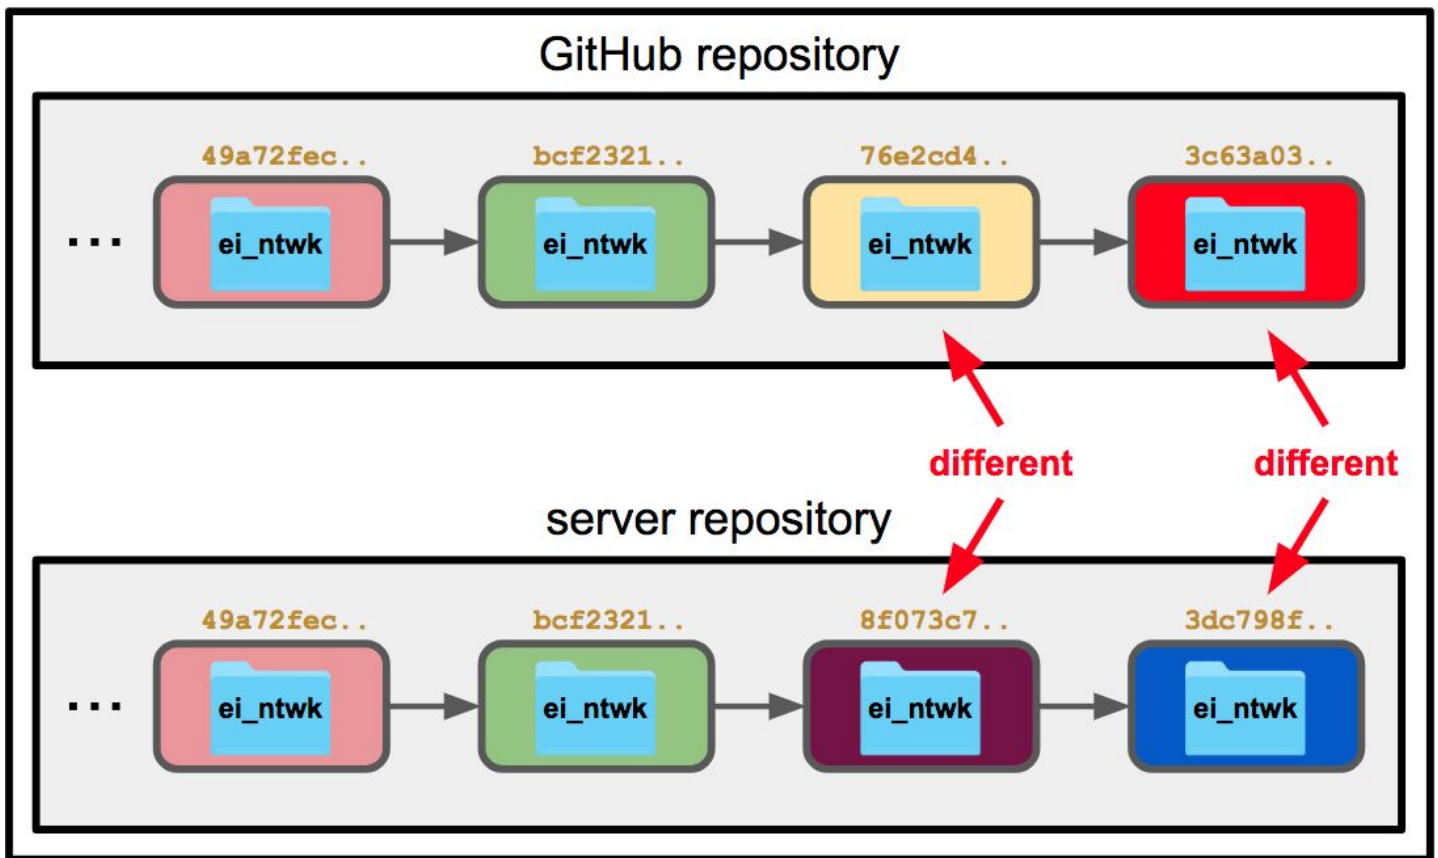 GitHub repository
49a72fec.. bcf2321.. 76e2cd4.. 3c63a03..
... ei_ntwk ei_ntwk ei_ntwk ei_ntwk
different different
server repository
49a72fec.. bcf2321.. 8f073c7.. 3dc798f..
... ei_ntwk ei_ntwk ei_ntwk ei_ntwk